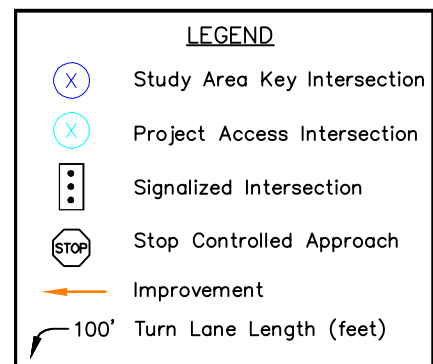 LEGEND
X Study Area Key Intersection
X Project Access Intersection
Signalized Intersection
STOP Stop Controlled Approach
Improvement
100' Turn Lane Length (feet)